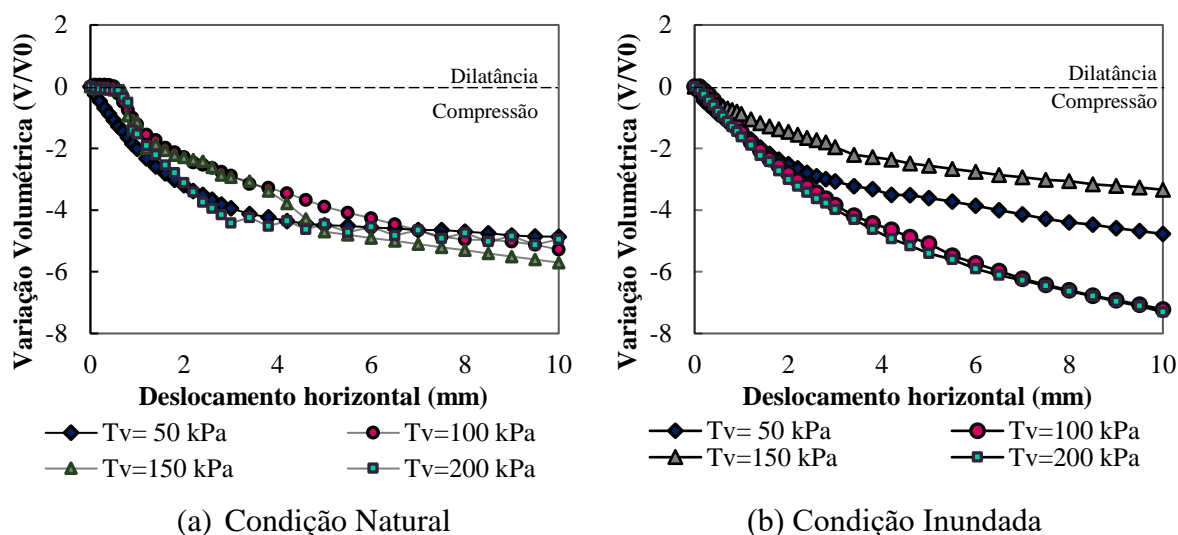 Variação Volumétrica (V/V0)
2
0
-2
-4
-6
-8
Dilatância
Compressão
0 2 4 6 8 10
Deslocamento horizontal (mm)
Tv= 50 kPa Tv=100 kPa
Tv=150 kPa Tv=200 kPa
(a) Condição Natural
Variação Volumétrica (V/V0)
2
0
-2
-4
-6
-8
Dilatância
Compressão
0 2 4 6 8 10
Deslocamento horizontal (mm)
Tv= 50 kPa Tv=100 kPa
Tv=150 kPa Tv=200 kPa
(b) Condição Inundada